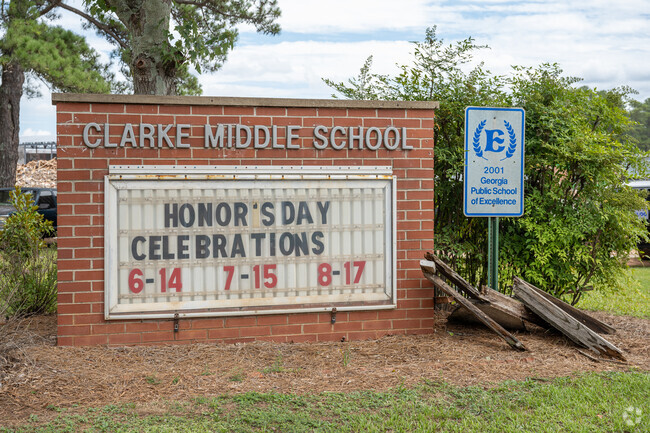 CLARKE MIDDLE SCHOOL
HONOR'S DAY
CELEBRATIONS
6-14 7-15 8-17
E
2001
Georgia
Public School
of Excellence